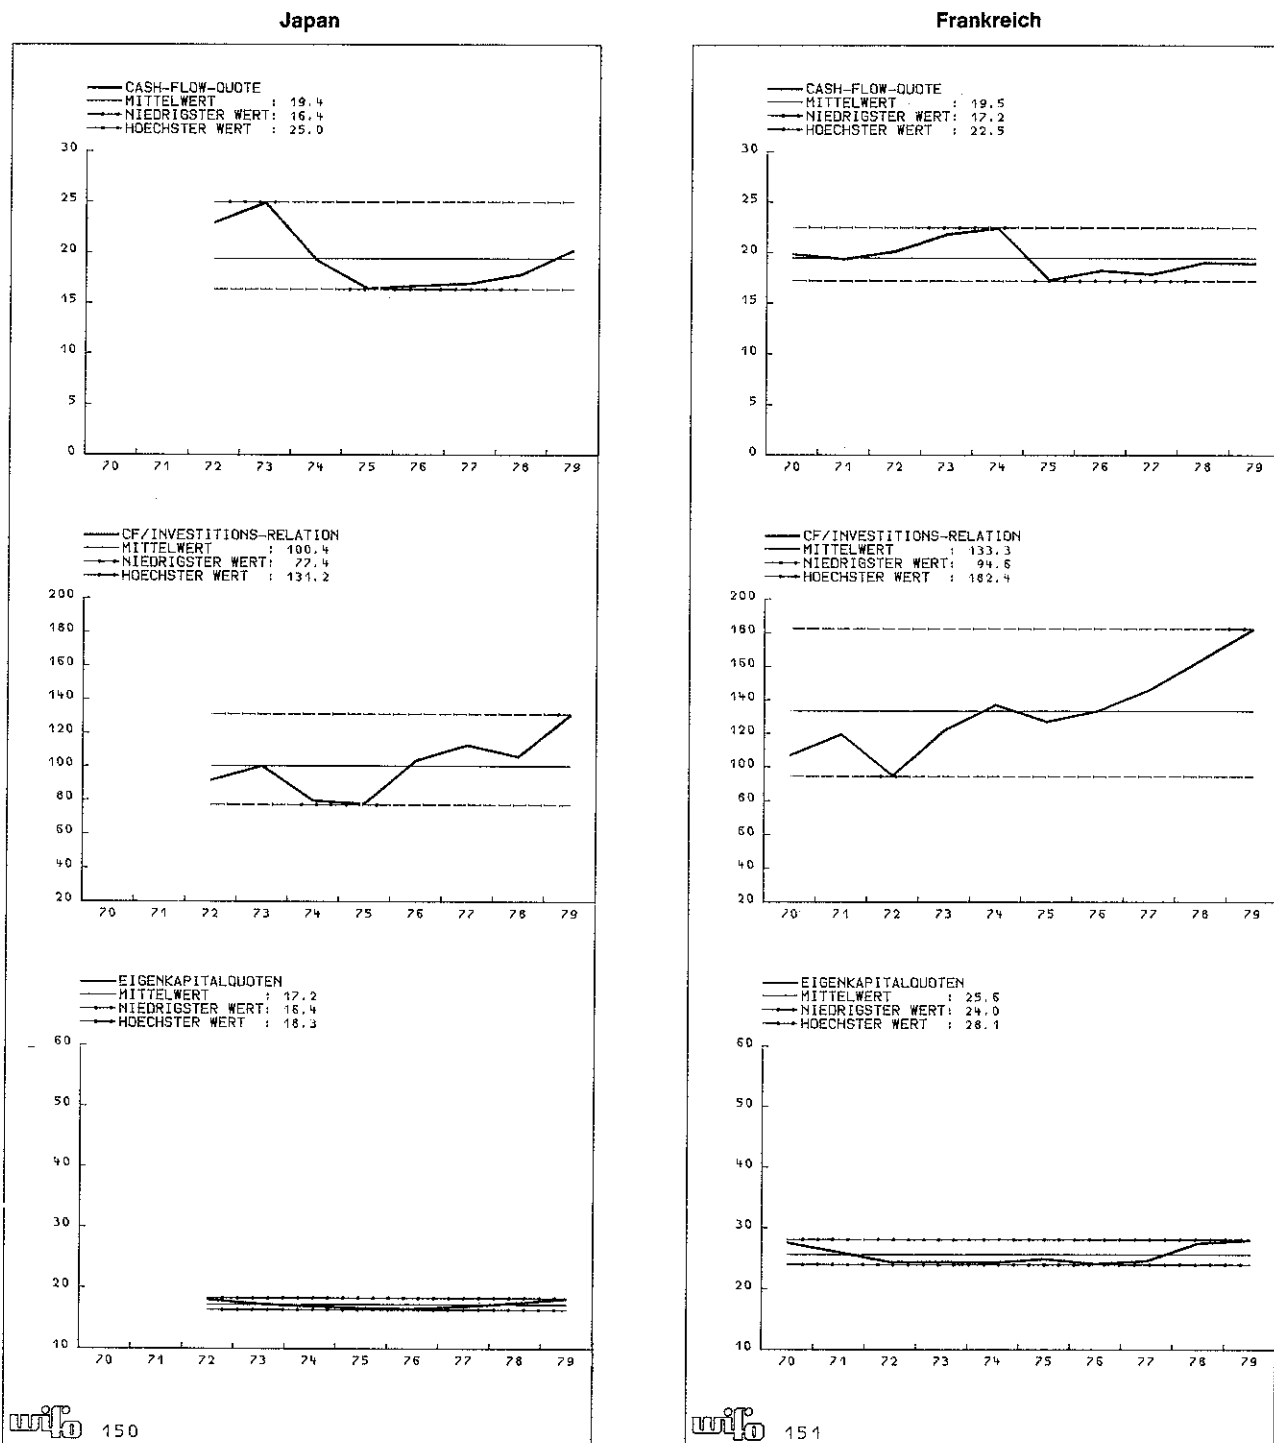 Japan
CASH-FLOW-QUOTE
MITTELWERT : 19.4
NIEDRIGSTER WERT: 16.4
HOECHSTER WERT : 25.0
30
25
20
15
10
5
0
70 71 72 73 74 75 76 77 78 79
CF/INVESTITIONS-RELATION
MITTELWERT : 100.4
NIEDRIGSTER WERT: 77.4
HOECHSTER WERT : 131.2
200
180
160
140
120
100
80
60
40
20
70 71 72 73 74 75 76 77 78 79
EIGENKAPITALQUOTEN
MITTELWERT : 17.2
NIEDRIGSTER WERT: 16.4
HOECHSTER WERT : 18.3
60
50
40
30
20
10
70 71 72 73 74 75 76 77 78 79
wifo 150
Frankreich
CASH-FLOW-QUOTE
MITTELWERT : 19.5
NIEDRIGSTER WERT: 17.2
HOECHSTER WERT : 22.5
30
25
20
15
10
5
0
70 71 72 73 74 75 76 77 78 79
CF/INVESTITIONS-RELATION
MITTELWERT : 133.3
NIEDRIGSTER WERT: 94.6
HOECHSTER WERT : 182.4
200
180
160
140
120
100
80
60
40
20
70 71 72 73 74 75 76 77 78 79
EIGENKAPITALQUOTEN
MITTELWERT : 25.6
NIEDRIGSTER WERT: 24.0
HOECHSTER WERT : 28.1
60
50
40
30
20
10
70 71 72 73 74 75 76 77 78 79
wifo 151